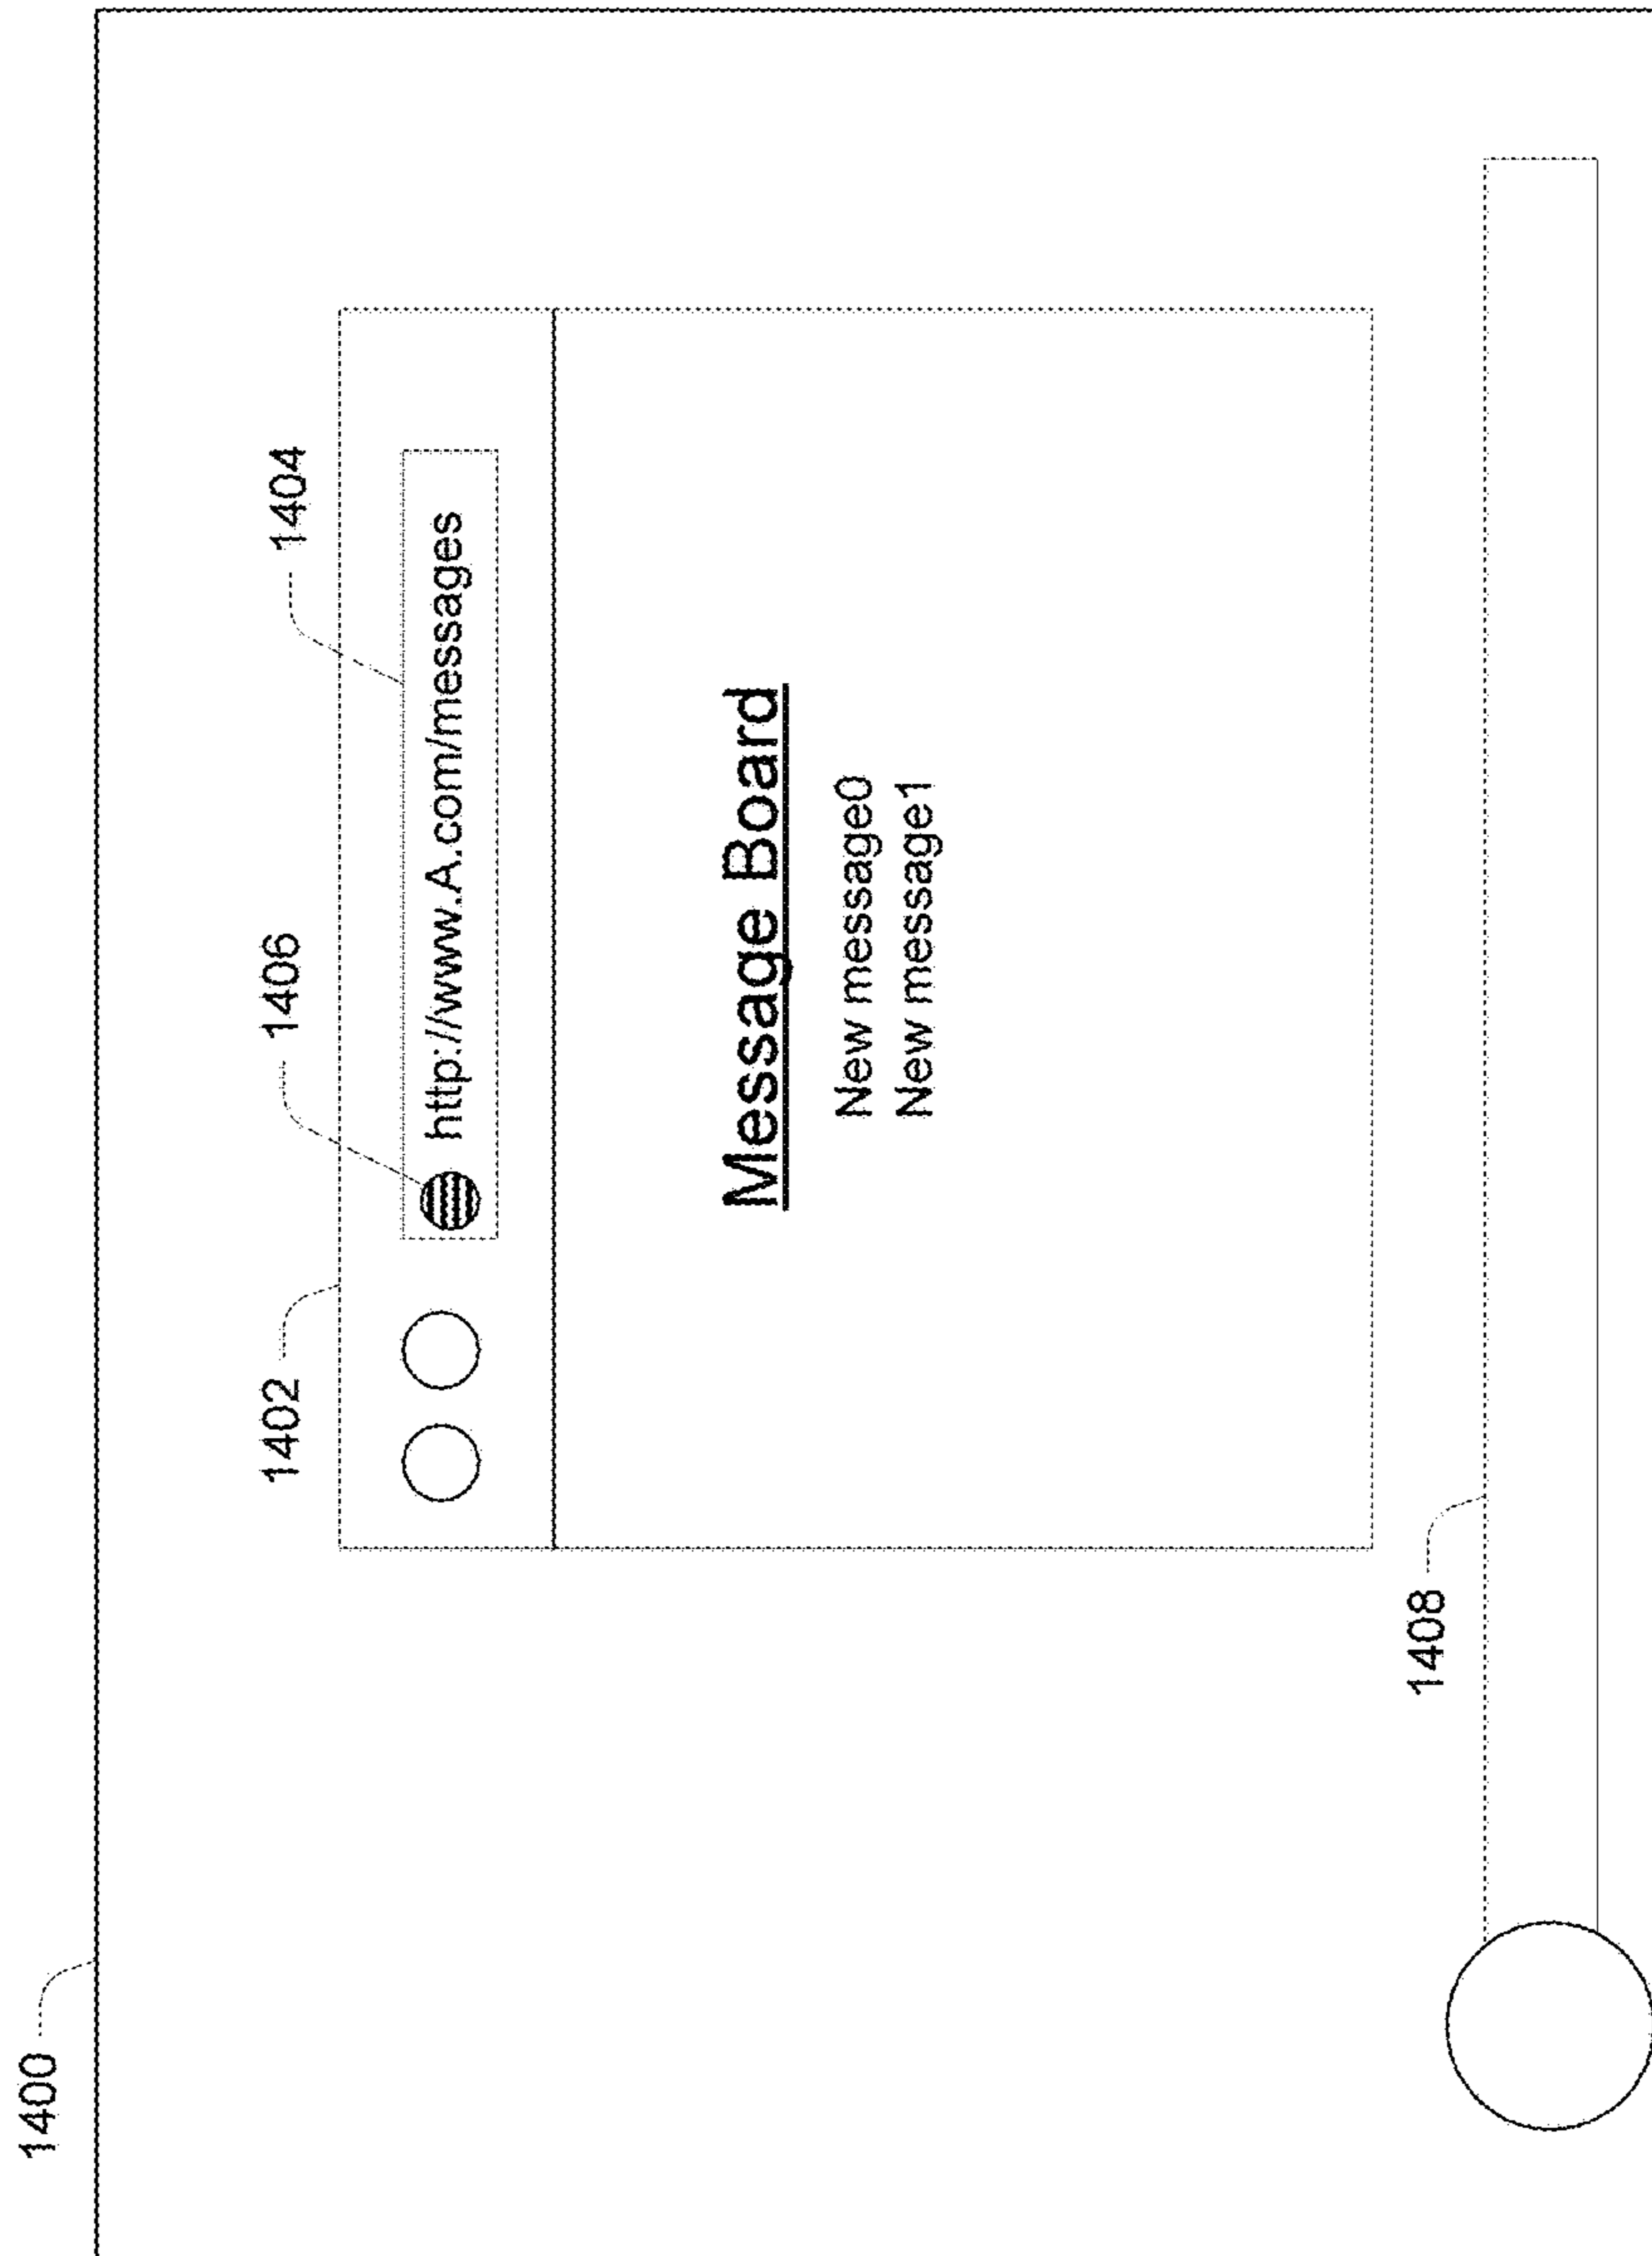 1400
1402
1406
1404
http://www.A.com/messages
Message Board
New message0
New message1
1408